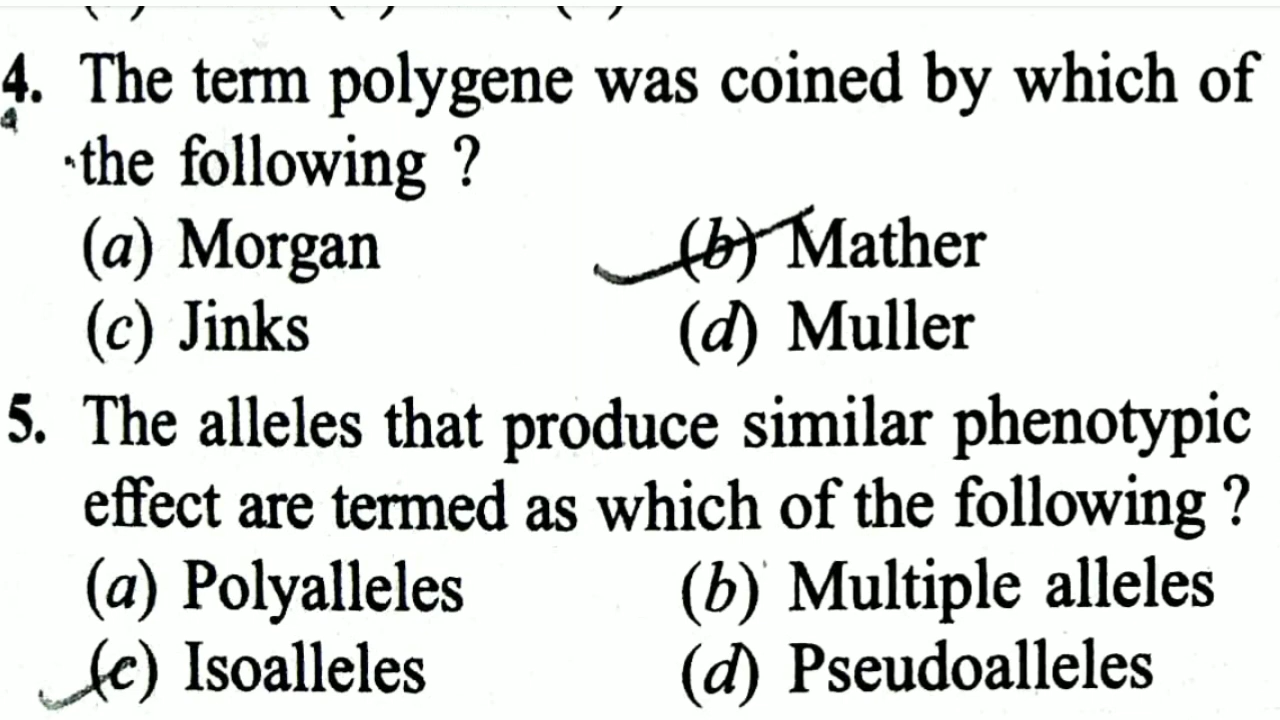 4. The term polygene was coined by which of
the following ?
(a) Morgan (b) Mather
(c) Jinks (d) Muller
5. The alleles that produce similar phenotypic
effect are termed as which of the following ?
(a) Polyalleles (b) Multiple alleles
(c) Isoalleles (d) Pseudoalleles